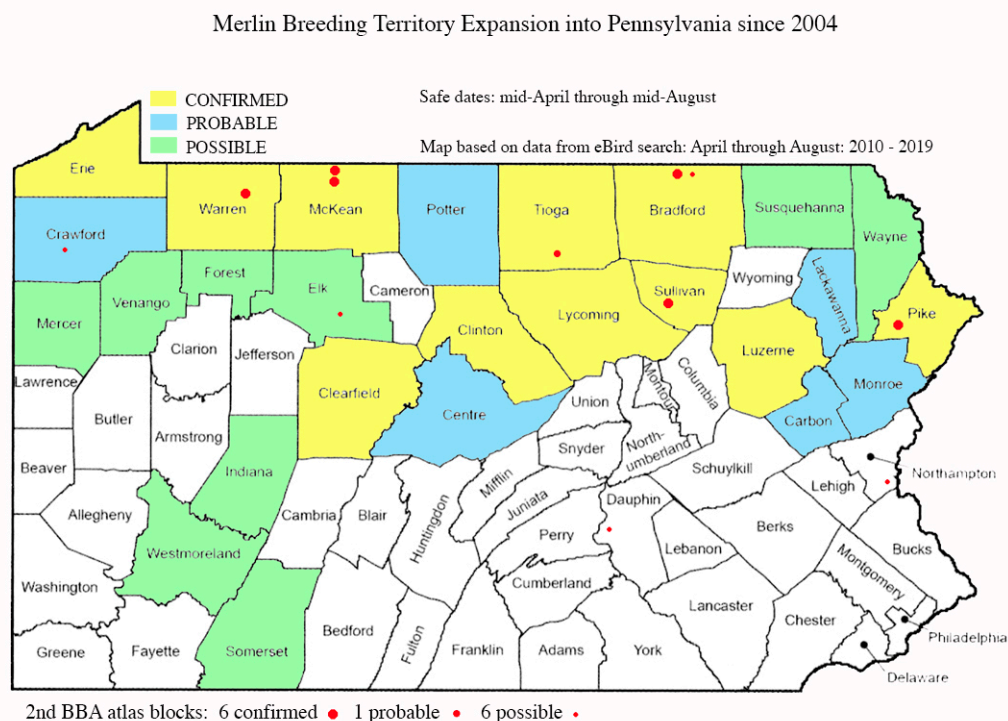 Merlin Breeding Territory Expansion into Pennsylvania since 2004
CONFIRMED
PROBABLE
POSSIBLE
Safe dates: mid-April through mid-August
Map based on data from eBird search: April through August: 2010 - 2019
Erie
Crawford
Warren
McKean
Potter
Tioga
Bradford
Susquehanna
Wayne
Mercer
Venango
Forest
Elk
Cameron
Clinton
Lycoming
Sullivan
Wyoming
Lackawanna
Pike
Lawrence
Butler
Clarion
Jefferson
Clearfield
Centre
Union
Montour
Columbia
Luzerne
Carbon
Monroe
Beaver
Armstrong
Indiana
Snyder
North-
umberland
Schuylkill
Lehigh
Northampton
Allegheny
Westmoreland
Cambria
Blair
Huntingdon
Mifflin
Juniata
Perry
Dauphin
Lebanon
Berks
Montgomery
Bucks
Washington
Cumberland
Lancaster
Chester
Philadelphia
Delaware
Greene
Fayette
Somerset
Bedford
Fulton
Franklin
Adams
York
2nd BBA atlas blocks: 6 confirmed 1 probable 6 possible